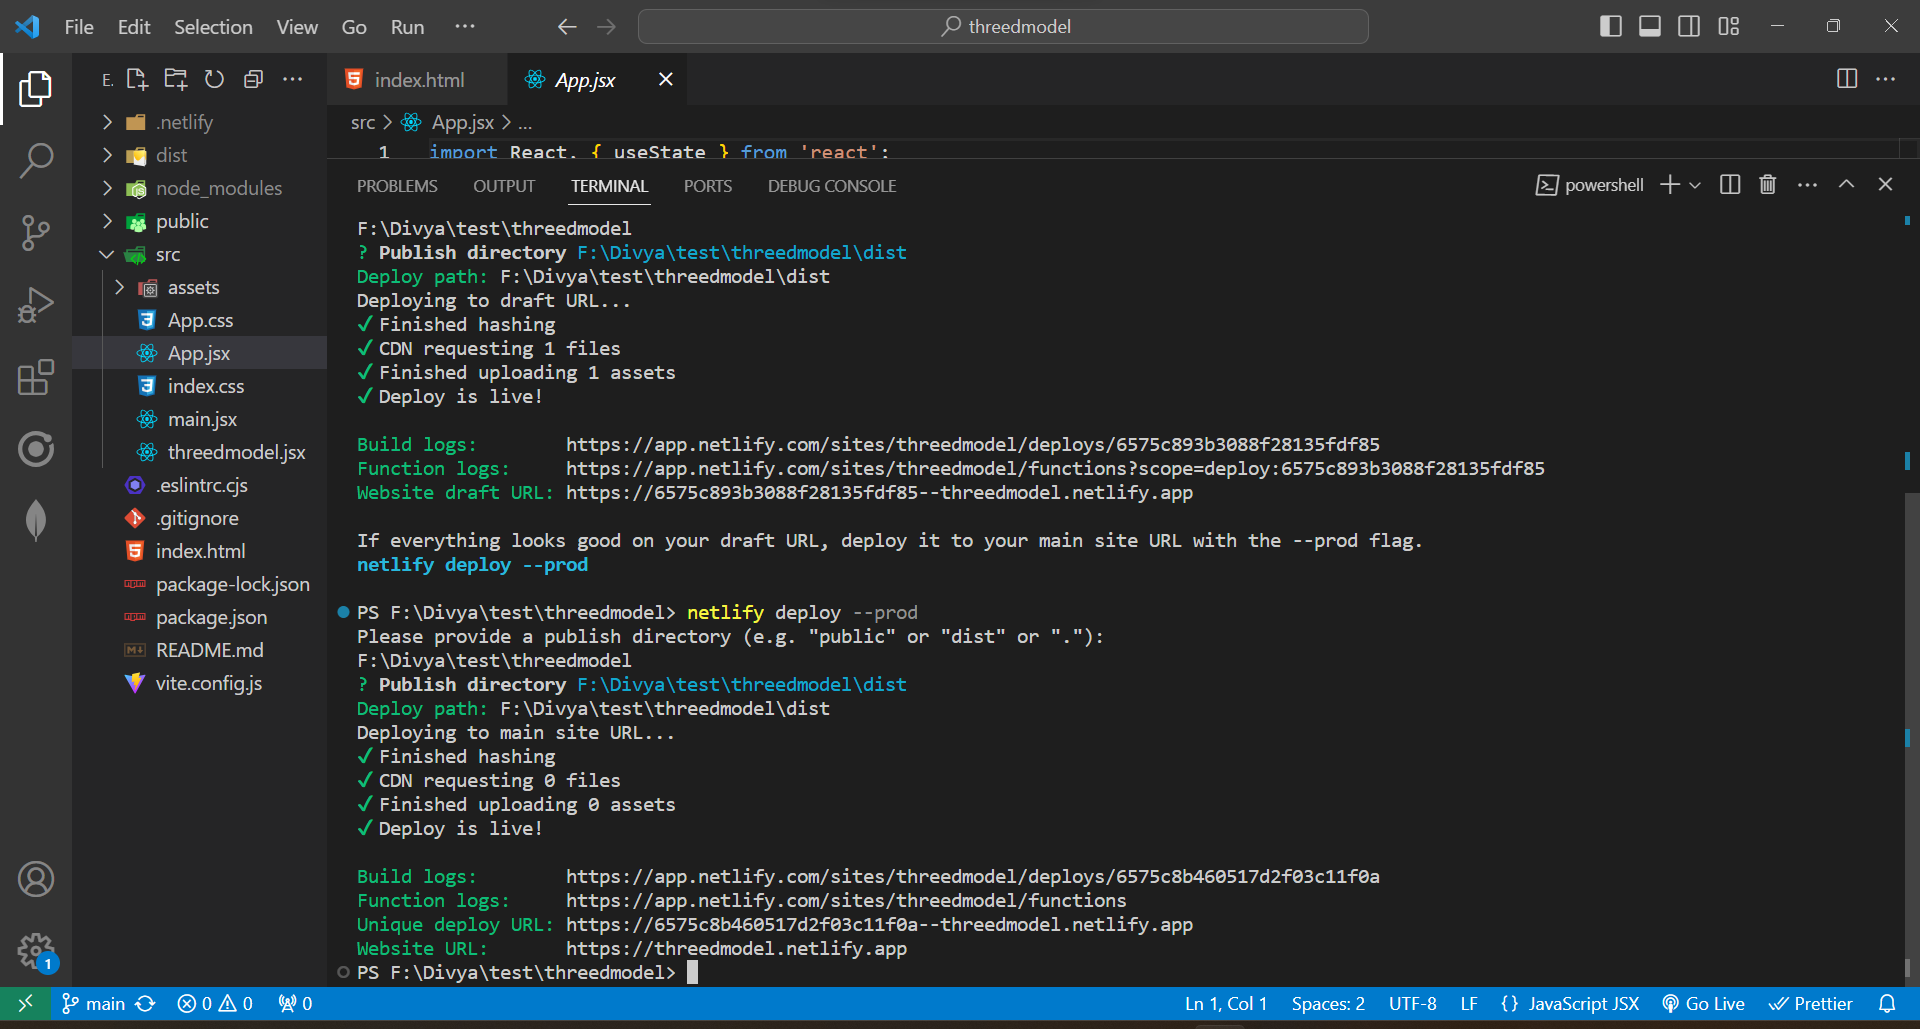 File Edit Selection View Go Run ···
threedmodel
E.
index.html
App.jsx
.netlify
dist
node_modules
public
src
assets
App.css
App.jsx
index.css
main.jsx
threedmodel.jsx
.eslintrc.cjs
.gitignore
index.html
package-lock.json
package.json
README.md
vite.config.js
src > App.jsx > ...
1 import React, { useState } from 'react';
PROBLEMS OUTPUT TERMINAL PORTS DEBUG CONSOLE
powershell
F:\Divya\test\threedmodel
? Publish directory F:\Divya\test\threedmodel\dist
Deploy path: F:\Divya\test\threedmodel\dist
Deploying to draft URL...
✓ Finished hashing
✓ CDN requesting 1 files
✓ Finished uploading 1 assets
✓ Deploy is live!
Build logs: https://app.netlify.com/sites/threedmodel/deploys/6575c893b3088f28135fdf85
Function logs: https://app.netlify.com/sites/threedmodel/functions?scope=deploy:6575c893b3088f28135fdf85
Website draft URL: https://6575c893b3088f28135fdf85--threedmodel.netlify.app
If everything looks good on your draft URL, deploy it to your main site URL with the --prod flag.
netlify deploy --prod
PS F:\Divya\test\threedmodel> netlify deploy --prod
Please provide a publish directory (e.g. "public" or "dist" or "."):
F:\Divya\test\threedmodel
? Publish directory F:\Divya\test\threedmodel\dist
Deploy path: F:\Divya\test\threedmodel\dist
Deploying to main site URL...
✓ Finished hashing
✓ CDN requesting 0 files
✓ Finished uploading 0 assets
✓ Deploy is live!
Build logs: https://app.netlify.com/sites/threedmodel/deploys/6575c8b460517d2f03c11f0a
Function logs: https://app.netlify.com/sites/threedmodel/functions
Unique deploy URL: https://6575c8b460517d2f03c11f0a--threedmodel.netlify.app
Website URL: https://threedmodel.netlify.app
PS F:\Divya\test\threedmodel>
1
main 0 0 0
Ln 1, Col 1 Spaces: 2 UTF-8 LF {} JavaScript JSX Go Live Prettier